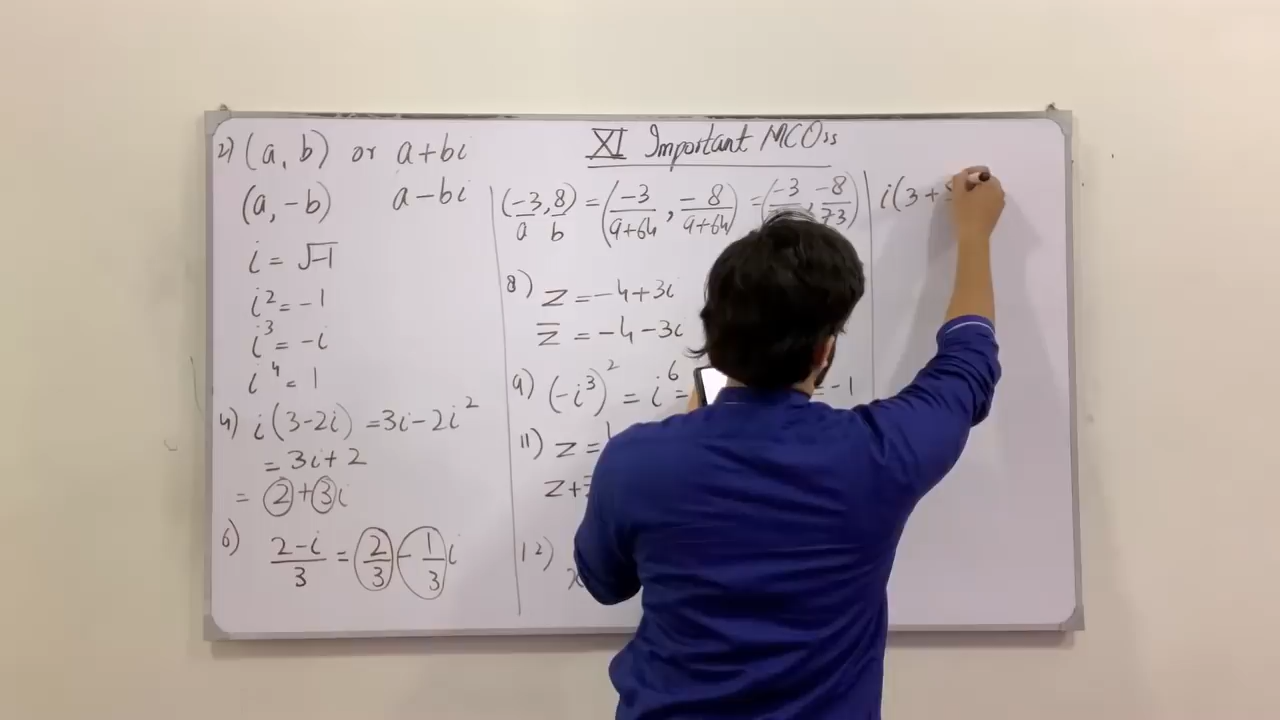 XI Important MCQss
2) (a, b) or a+bi
(a, -b) a-bi
i = √-1
i² = -1
i³ = -i
i⁴ = 1
4) i(3-2i) = 3i-2i²
= 3i+2
= 2+3i
6) 2-i/3 = 2/3 - 1/3 i
(-3,8) = (-3/9+64, -8/9+64) = (-3/, -8/73)
a b
8) z = -4+3i
z̄ = -4-3i
9) (-i³)² = i⁶ = = -1
11) z =
z+
12)
i(3+